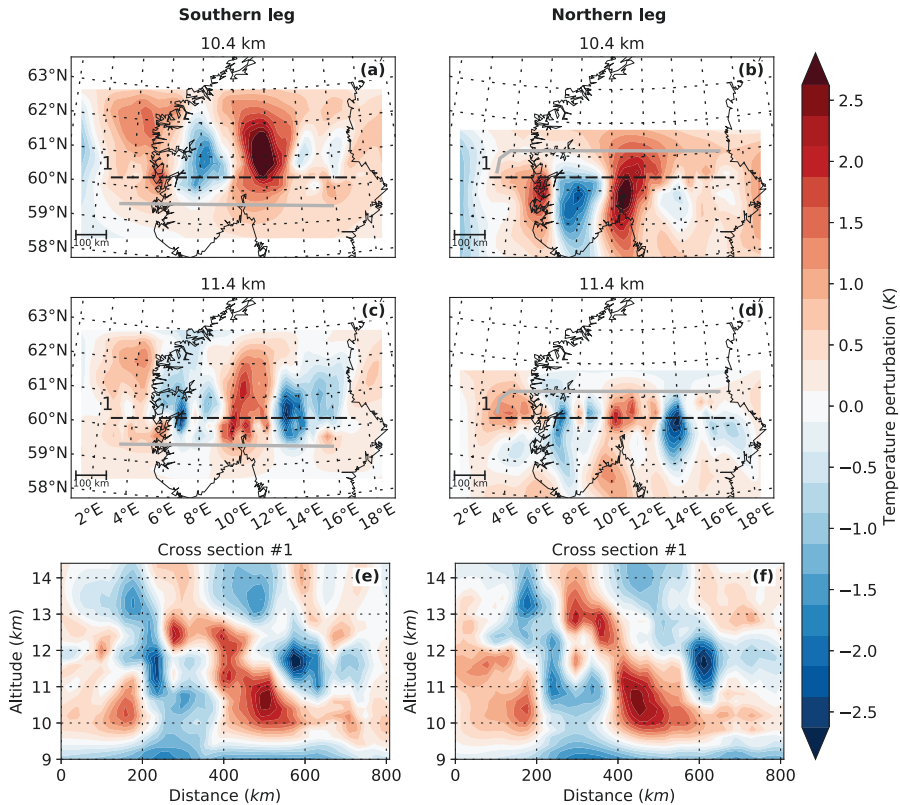 Southern leg
Northern leg
10.4 km
10.4 km
63°N
62°N
61°N
60°N
59°N
58°N
(a)
1
100 km
(b)
1
100 km
11.4 km
11.4 km
63°N
62°N
61°N
60°N
59°N
58°N
(c)
1
100 km
(d)
1
100 km
2°E 4°E 6°E 8°E 10°E 12°E 14°E 16°E 18°E
2°E 4°E 6°E 8°E 10°E 12°E 14°E 16°E 18°E
Cross section #1
Cross section #1
(e)
(f)
Altitude (km)
14
13
12
11
10
9
0 200 400 600 800
Distance (km)
Altitude (km)
14
13
12
11
10
9
0 200 400 600 800
Distance (km)
2.5
2.0
1.5
1.0
0.5
0.0
−0.5
−1.0
−1.5
−2.0
−2.5
Temperature perturbation (K)